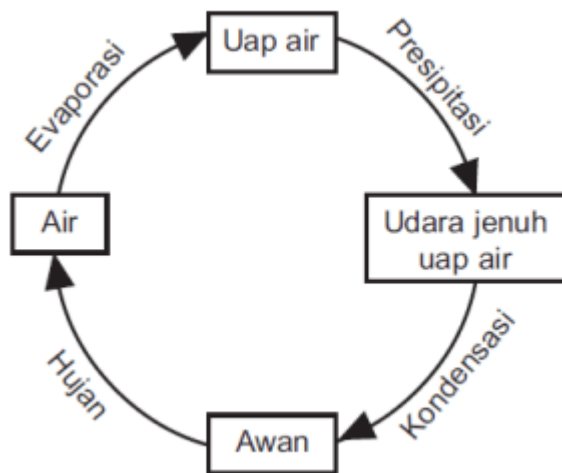 Uap air
Presipitasi
Udara jenuh
uap air
Kondensasi
Awan
Hujan
Air
Evaporasi